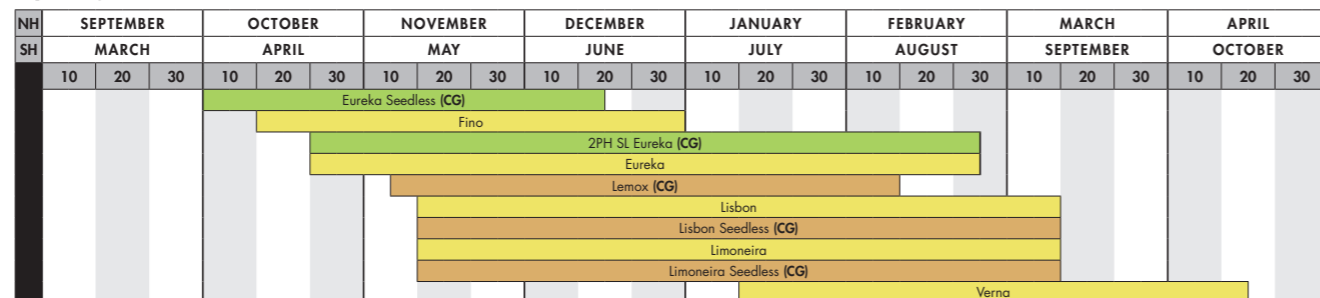 NH SEPTEMBER OCTOBER NOVEMBER DECEMBER JANUARY FEBRUARY MARCH APRIL
SH MARCH APRIL MAY JUNE JULY AUGUST SEPTEMBER OCTOBER
10 20 30 10 20 30 10 20 30 10 20 30 10 20 30 10 20 30 10 20 30 10 20 30
Eureka Seedless (CG)
Fino
2PH SL Eureka (CG)
Eureka
Lemox (CG)
Lisbon
Lisbon Seedless (CG)
Limoneira
Limoneira Seedless (CG)
Verna